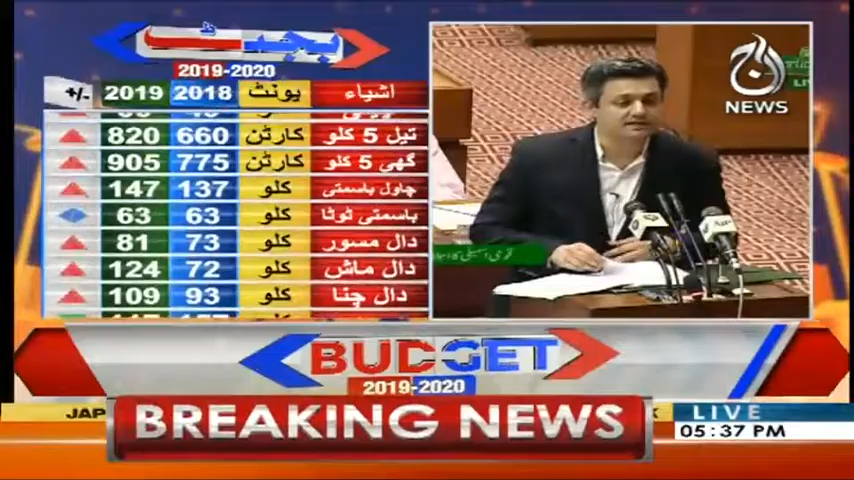 بجٹ
2019-2020
+/- 2019 2018 یونٹ اشیاء
820 660 کارٹن تیل 5 کلو
905 775 کارٹن گھی 5 کلو
147 137 کلو چاول باسمتی
63 63 کلو باسمتی ٹوٹا
81 73 کلو دال مسور
124 72 کلو دال ماش
109 93 کلو دال چنا
آج
NEWS
LIVE
BUDGET
2019-2020
JAP
BREAKING NEWS
LIVE
05:37 PM